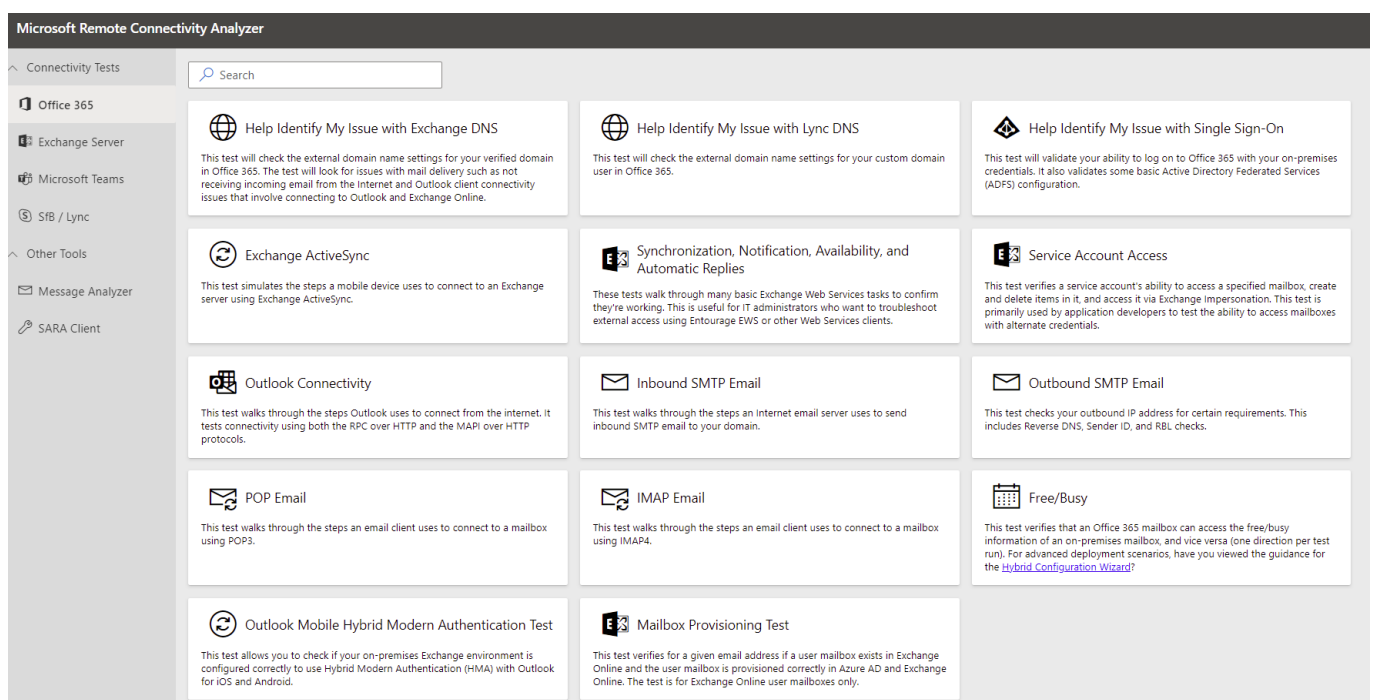 Microsoft Remote Connectivity Analyzer
Connectivity Tests
Office 365
Exchange Server
Microsoft Teams
SfB / Lync
Other Tools
Message Analyzer
SARA Client
Search
Help Identify My Issue with Exchange DNS
This test will check the external domain name settings for your verified domain
in Office 365. The test will look for issues with mail delivery such as not
receiving incoming email from the Internet and Outlook client connectivity
issues that involve connecting to Outlook and Exchange Online.
Help Identify My Issue with Lync DNS
This test will check the external domain name settings for your custom domain
user in Office 365.
Help Identify My Issue with Single Sign-On
This test will validate your ability to log on to Office 365 with your on-premises
credentials. It also validates some basic Active Directory Federated Services
(ADFS) configuration.
Exchange ActiveSync
This test simulates the steps a mobile device uses to connect to an Exchange
server using Exchange ActiveSync.
Synchronization, Notification, Availability, and
Automatic Replies
These tests walk through many basic Exchange Web Services tasks to confirm
they're working. This is useful for IT administrators who want to troubleshoot
external access using Entourage EWS or other Web Services clients.
Service Account Access
This test verifies a service account's ability to access a specified mailbox, create
and delete items in it, and access it via Exchange Impersonation. This test is
primarily used by application developers to test the ability to access mailboxes
with alternate credentials.
Outlook Connectivity
This test walks through the steps Outlook uses to connect from the internet. It
tests connectivity using both the RPC over HTTP and the MAPI over HTTP
protocols.
Inbound SMTP Email
This test walks through the steps an Internet email server uses to send
inbound SMTP email to your domain.
Outbound SMTP Email
This test checks your outbound IP address for certain requirements. This
includes Reverse DNS, Sender ID, and RBL checks.
POP Email
This test walks through the steps an email client uses to connect to a mailbox
using POP3.
IMAP Email
This test walks through the steps an email client uses to connect to a mailbox
using IMAP4.
Free/Busy
This test verifies that an Office 365 mailbox can access the free/busy
information of an on-premises mailbox, and vice versa (one direction per test
run). For advanced deployment scenarios, have you viewed the guidance for
the Hybrid Configuration Wizard?
Outlook Mobile Hybrid Modern Authentication Test
This test allows you to check if your on-premises Exchange environment is
configured correctly to use Hybrid Modern Authentication (HMA) with Outlook
for iOS and Android.
Mailbox Provisioning Test
This test verifies for a given email address if a user mailbox exists in Exchange
Online and the user mailbox is provisioned correctly in Azure AD and Exchange
Online. The test is for Exchange Online user mailboxes only.